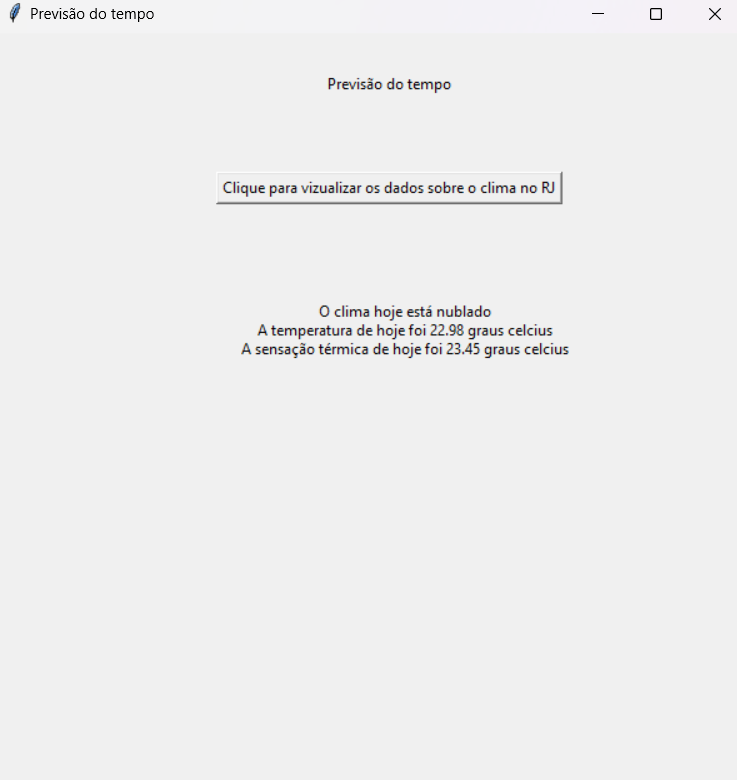 Previsão do tempo
Previsão do tempo
Clique para vizualizar os dados sobre o clima no RJ
O clima hoje está nublado
A temperatura de hoje foi 22.98 graus celcius
A sensação térmica de hoje foi 23.45 graus celcius